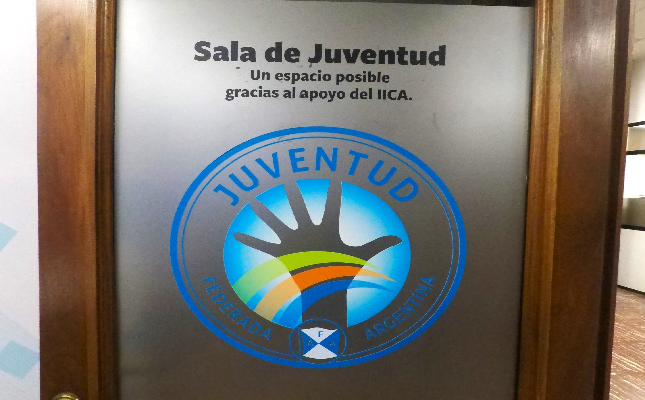 Sala de Juventud
Un espacio posible
gracias al apoyo del IICA.
JUVENTUD
FEDERADA ARGENTINA
F